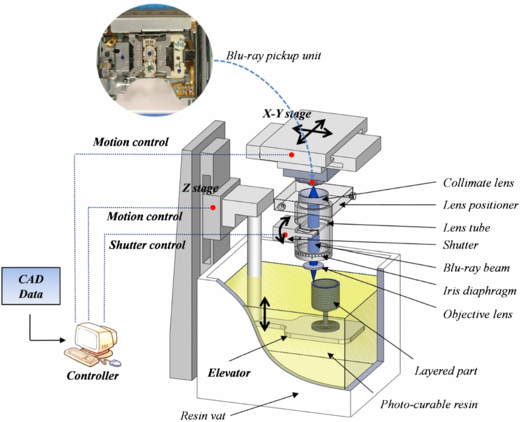 Blu-ray pickup unit
X-Y stage
Motion control
Z stage
Motion control
Shutter control
CAD
Data
Controller
Collimate lens
Lens positioner
Lens tube
Shutter
Blu-ray beam
Iris diaphragm
Objective lens
Layered part
Elevator
Photo-curable resin
Resin vat